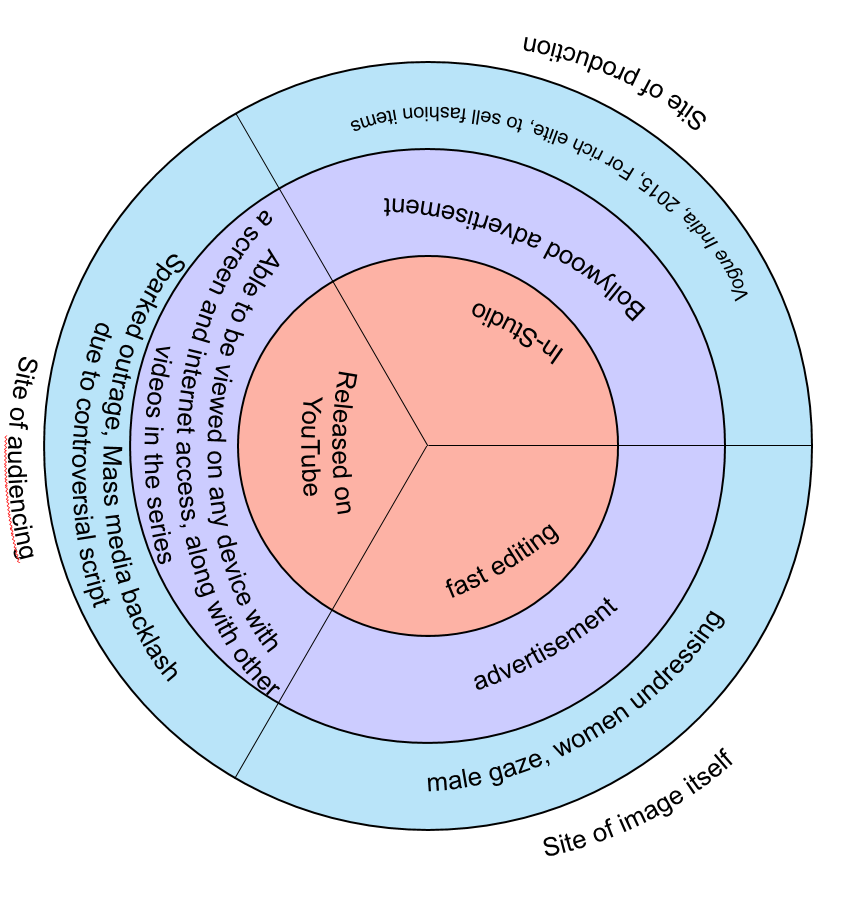 Site of production
Vogue India, 2015, For rich elite, to sell fashion items
Bollywood advertisement
In-Studio
Site of audiencing
Sparked outrage, Mass media backlash
due to controversial script
Able to be viewed on any device with
a screen and internet access, along with other
videos in the series
Released on
YouTube
fast editing
advertisement
male gaze, women undressing
Site of image itself